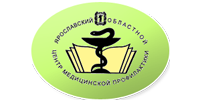 ЯРОСЛАВСКИЙ ОБЛАСТНОЙ
ЦЕНТР МЕДИЦИНСКОЙ ПРОФИЛАКТИКИ